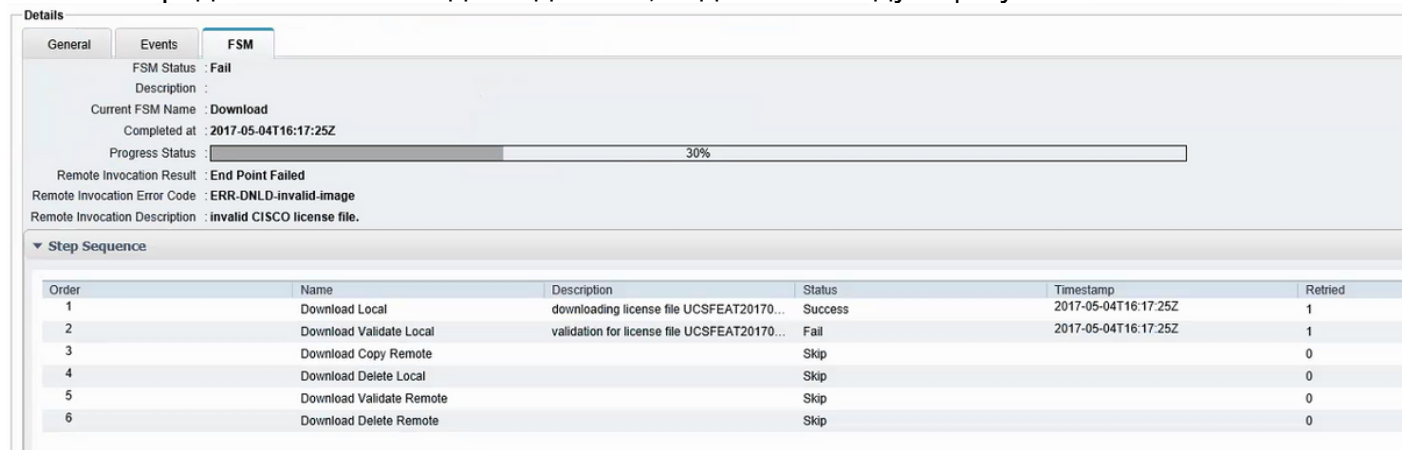 Details
General Events FSM
FSM Status : Fail
Description :
Current FSM Name : Download
Completed at : 2017-05-04T16:17:25Z
Progress Status : 30%
Remote Invocation Result : End Point Failed
Remote Invocation Error Code : ERR-DNLD-invalid-image
Remote Invocation Description : invalid CISCO license file.
Step Sequence
Order Name Description Status Timestamp Retried
1 Download Local downloading license file UCSFEAT20170... Success 2017-05-04T16:17:25Z 1
2 Download Validate Local validation for license file UCSFEAT20170... Fail 2017-05-04T16:17:25Z 1
3 Download Copy Remote Skip 0
4 Download Delete Local Skip 0
5 Download Validate Remote Skip 0
6 Download Delete Remote Skip 0